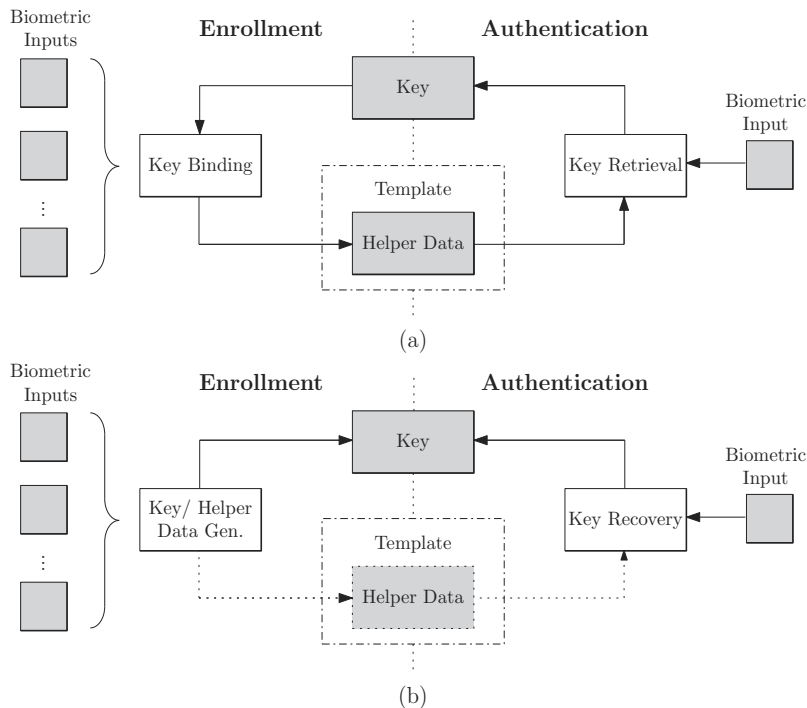 Biometric
Inputs
Enrollment
Authentication
Key
Biometric
Input
Key Binding
Key Retrieval
Template
Helper Data
...
(a)
Biometric
Inputs
Enrollment
Authentication
Key
Biometric
Input
Key/ Helper
Data Gen.
Key Recovery
Template
Helper Data
...
(b)